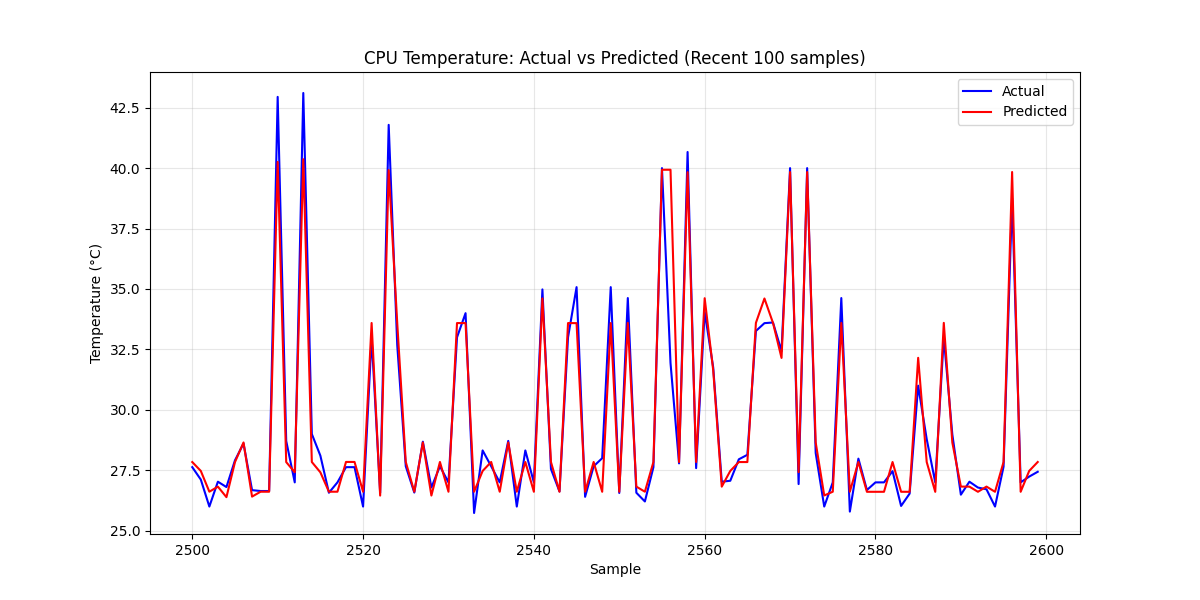 CPU Temperature: Actual vs Predicted (Recent 100 samples)
Actual
Predicted
Temperature (°C)
42.5
40.0
37.5
35.0
32.5
30.0
27.5
25.0
2500
2520
2540
2560
2580
2600
Sample